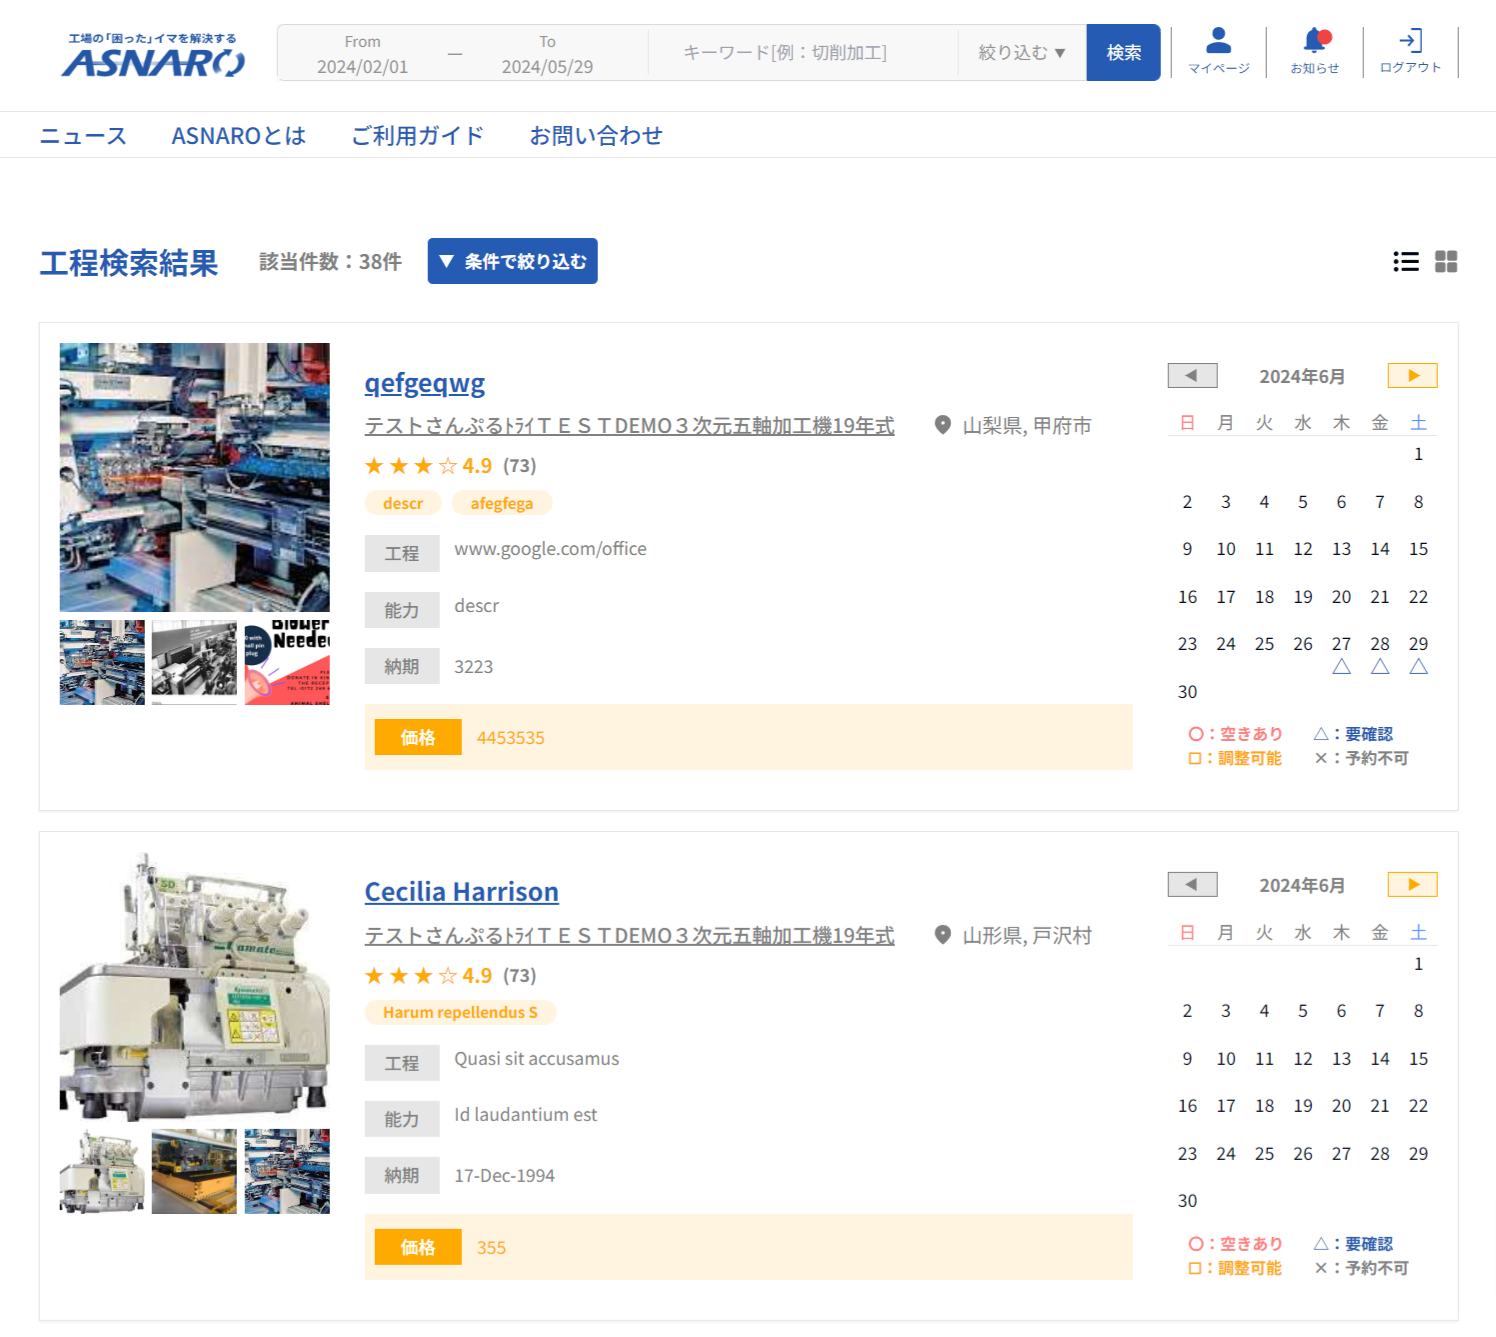 工場の「困った」イマを解決する
ASNARO
From
2024/02/01
—
To
2024/05/29
キーワード[例：切削加工]
絞り込む ▼
検索
マイページ
お知らせ
ログアウト
ニュース
ASNAROとは
ご利用ガイド
お問い合わせ
工程検索結果
該当件数：38件
▼ 条件で絞り込む
qefgeqwg
テストさんぷるﾄﾗｲＴＥＳＴDEMO３次元五軸加工機19年式
山梨県, 甲府市
★ ★ ★ ☆ 4.9 (73)
descr
afegfega
工程 www.google.com/office
能力 descr
納期 3223
価格 4453535
Needed
◀ 2024年6月 ▶
日 月 火 水 木 金 土
1
2 3 4 5 6 7 8
9 10 11 12 13 14 15
16 17 18 19 20 21 22
23 24 25 26 27 28 29
△ △ △
30
〇：空きあり △：要確認
□：調整可能 ×：予約不可
Cecilia Harrison
テストさんぷるﾄﾗｲＴＥＳＴDEMO３次元五軸加工機19年式
山形県, 戸沢村
★ ★ ★ ☆ 4.9 (73)
Harum repellendus S
工程 Quasi sit accusamus
能力 Id laudantium est
納期 17-Dec-1994
価格 355
◀ 2024年6月 ▶
日 月 火 水 木 金 土
1
2 3 4 5 6 7 8
9 10 11 12 13 14 15
16 17 18 19 20 21 22
23 24 25 26 27 28 29
30
〇：空きあり △：要確認
□：調整可能 ×：予約不可